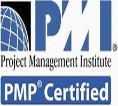 PMI
Project Management Institute
PMP® Certified